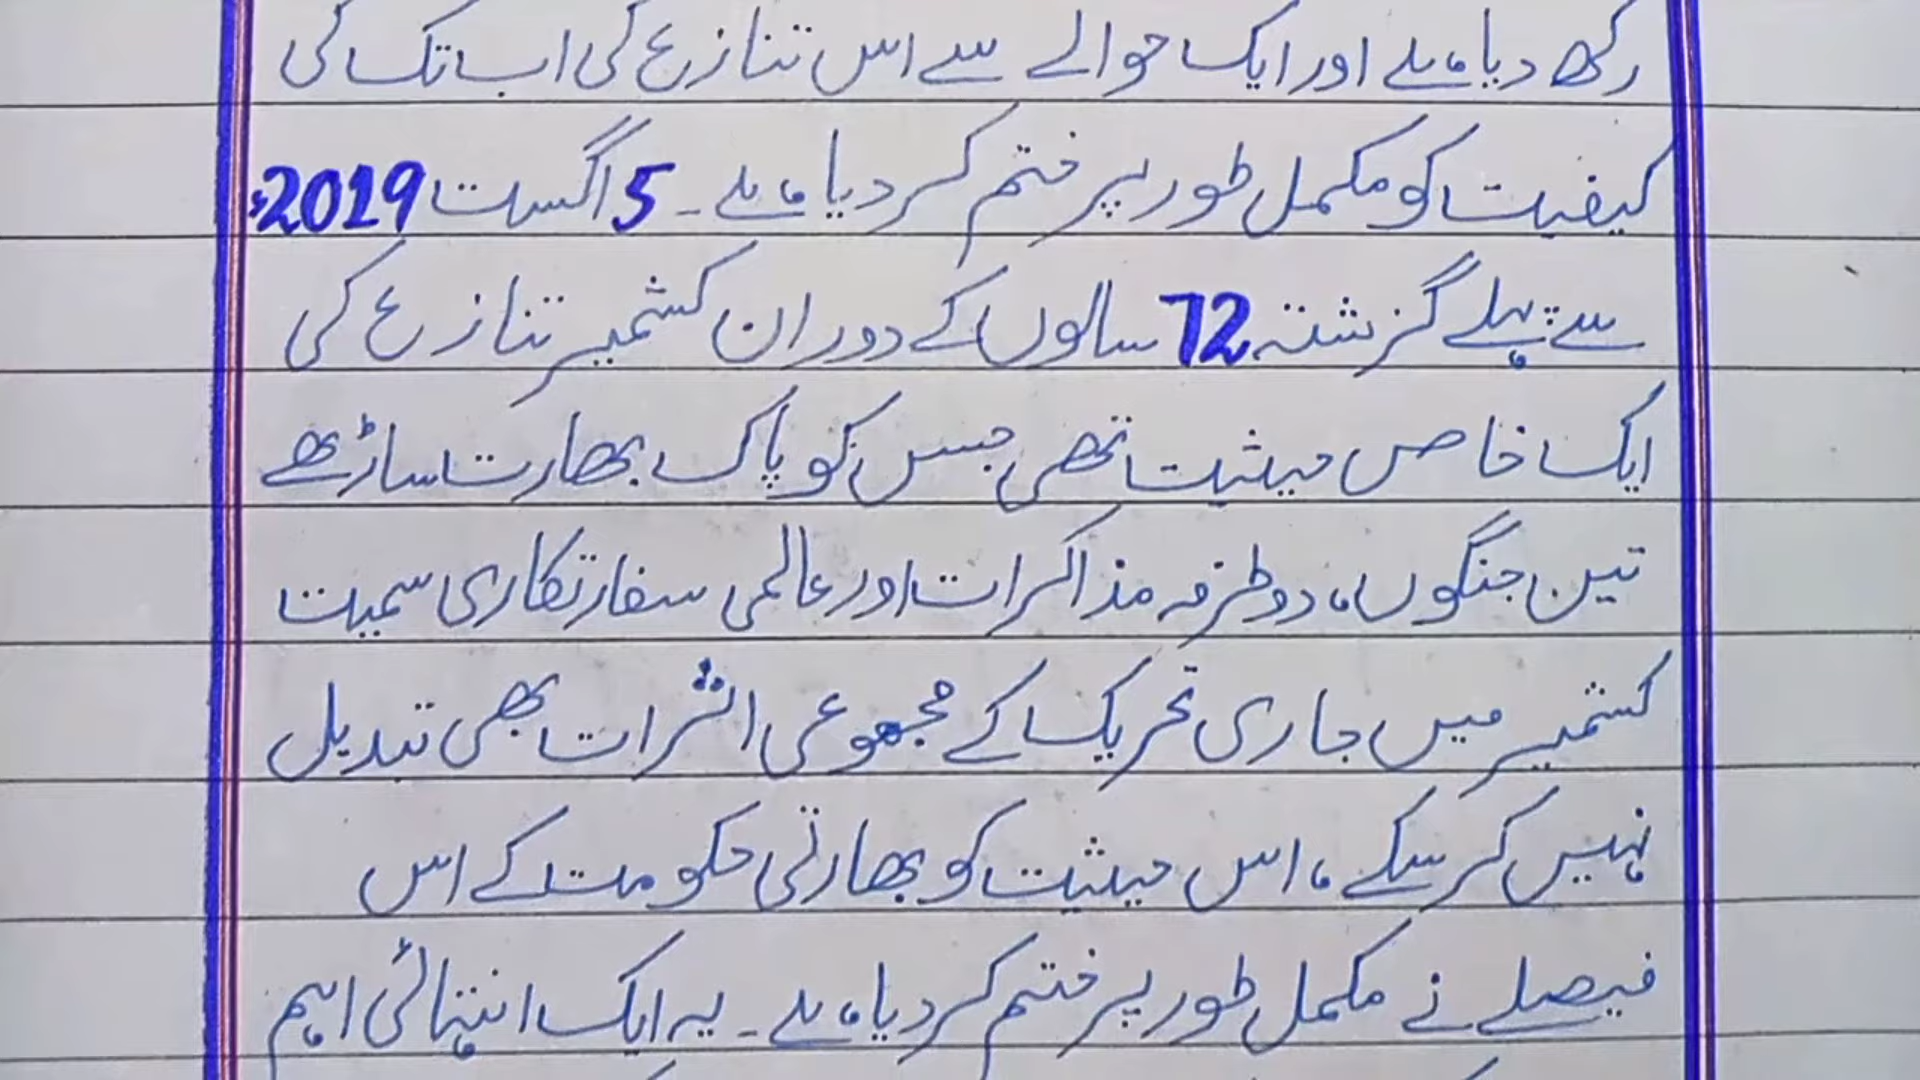 رکھ دیا ہے اور ایک حوالے سے اس تنازع کی اب تک کی
کیفیت کو مکمل طور پر ختم کر دیا ہے ۔ 5 اگست 2019ء
سے پہلے گزشتہ 72 سالوں کے دوران کشمیر تنازع کی
ایک خاص حیثیت تھی جس کو پاک بھارت ساڑھے
تین جنگوں، دو طرفہ مذاکرات اور عالمی سفارتکاری سمیت
کشمیر میں جاری تحریک کے مجموعی اثرات بھی تبدیل
نہیں کر سکے ، اس حیثیت کو بھارتی حکومت کے اس
فیصلے نے مکمل طور پر ختم کر دیا ہے ۔ یہ ایک انتہائی اہم